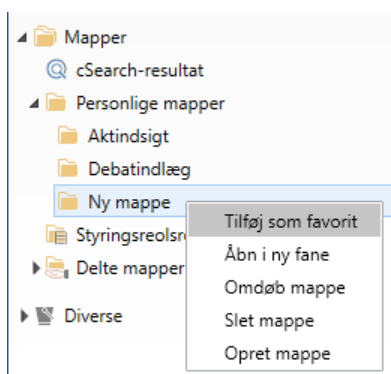 Mapper
cSearch-resultat
Personlige mapper
Aktindsigt
Debatindlæg
Ny mappe
Tilføj som favorit
Åbn i ny fane
Omdøb mappe
Slet mappe
Opret mappe
Delte mapper
Diverse